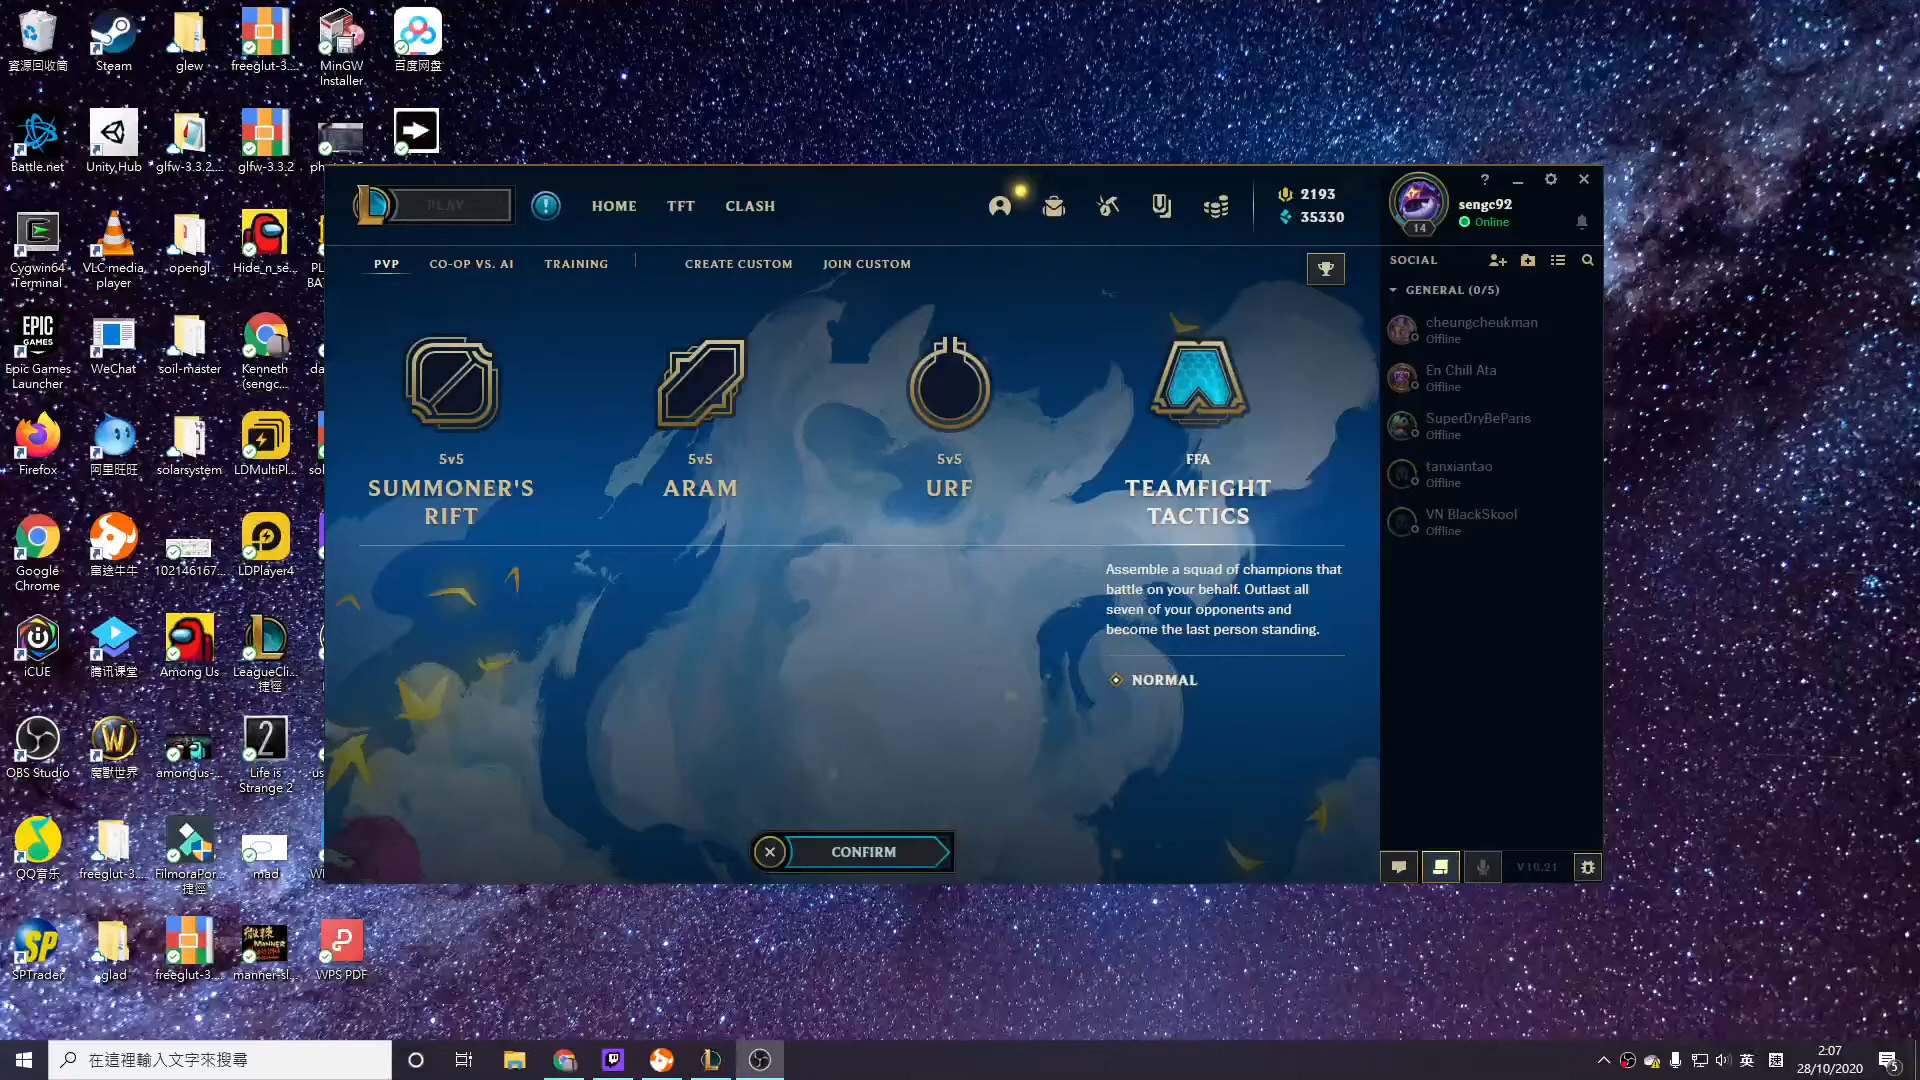 資源回收筒
Steam
glew
freeglut-3....
MinGW
Installer
百度网盘
Battle.net
Unity Hub
glfw-3.3.2....
glfw-3.3.2
Cygwin64
Terminal
VLC media
player
opengl
Hide_n_se...
EPIC
GAMES
Epic Games
Launcher
WeChat
soil-master
Kenneth
(sengc...
Firefox
阿里旺旺
solarsystem
LDMultiPl...
Google
Chrome
富途牛牛
102146167...
LDPlayer4
iCUE
腾讯课堂
Among Us
LeagueCli...
- 捷徑
OBS Studio
魔獸世界
amongus-...
2
Life is
Strange 2
QQ音乐
freeglut-3....
FilmoraPor...
- 捷徑
mad
SP
SPTrader
glad
freeglut-3....
manner-sl...
WPS PDF
PLAY
HOME
TFT
CLASH
2193
35330
14
sengc92
Online
PVP
CO-OP VS. AI
TRAINING
CREATE CUSTOM
JOIN CUSTOM
SOCIAL
GENERAL (0/5)
cheungcheukman
Offline
En Chill Ata
Offline
SuperDryBeParis
Offline
tanxiantao
Offline
VN BlackSkool
Offline
5v5
SUMMONER'S
RIFT
5v5
ARAM
5v5
URF
FFA
TEAMFIGHT
TACTICS
Assemble a squad of champions that
battle on your behalf. Outlast all
seven of your opponents and
become the last person standing.
NORMAL
CONFIRM
V10.21
在這裡輸入文字來搜尋
英
2:07
28/10/2020
5